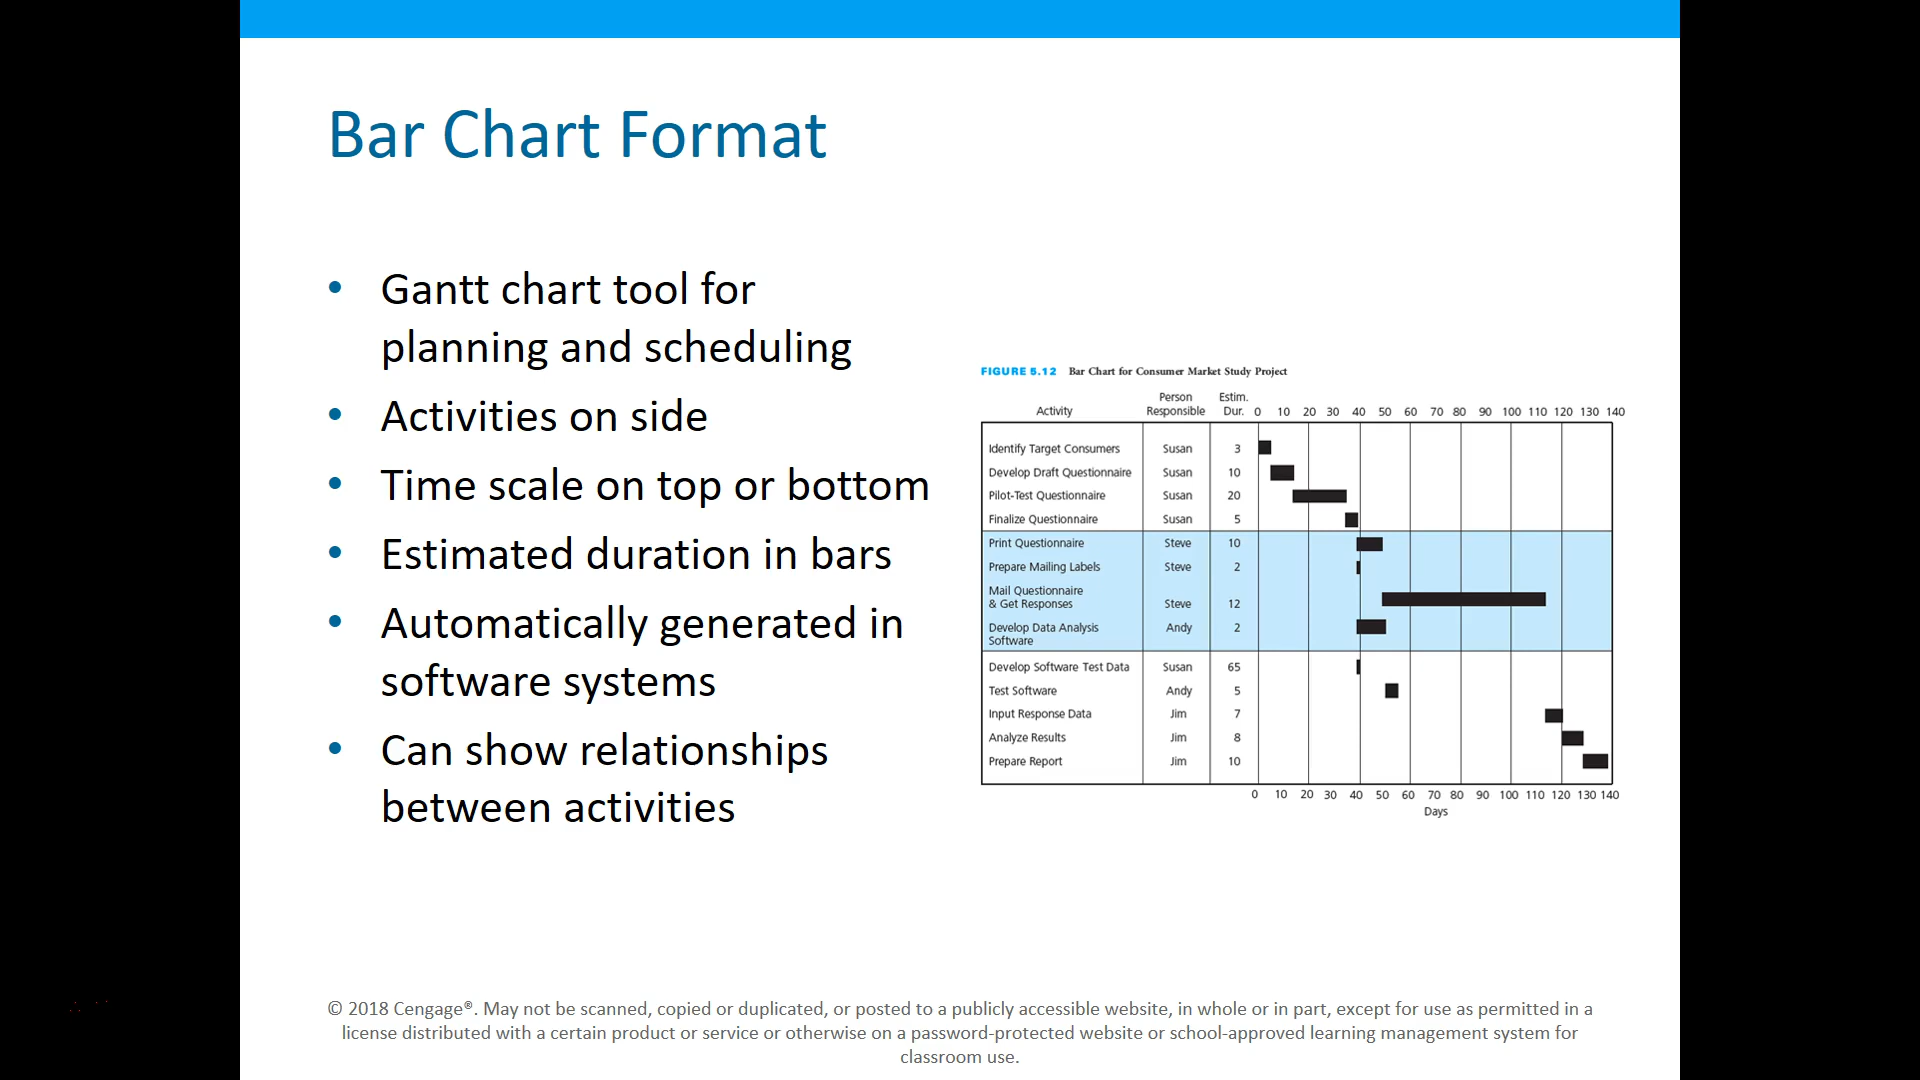 Bar Chart Format
• Gantt chart tool for
planning and scheduling
• Activities on side
• Time scale on top or bottom
• Estimated duration in bars
• Automatically generated in
software systems
• Can show relationships
between activities
FIGURE 5.12 Bar Chart for Consumer Market Study Project
Person Estim.
Activity Responsible Dur. 0 10 20 30 40 50 60 70 80 90 100 110 120 130 140
Identify Target Consumers Susan 3
Develop Draft Questionnaire Susan 10
Pilot-Test Questionnaire Susan 20
Finalize Questionnaire Susan 5
Print Questionnaire Steve 10
Prepare Mailing Labels Steve 2
Mail Questionnaire
& Get Responses Steve 12
Develop Data Analysis Andy 2
Software
Develop Software Test Data Susan 65
Test Software Andy 5
Input Response Data Jim 7
Analyze Results Jim 8
Prepare Report Jim 10
0 10 20 30 40 50 60 70 80 90 100 110 120 130 140
Days
© 2018 Cengage®. May not be scanned, copied or duplicated, or posted to a publicly accessible website, in whole or in part, except for use as permitted in a
license distributed with a certain product or service or otherwise on a password-protected website or school-approved learning management system for
classroom use.